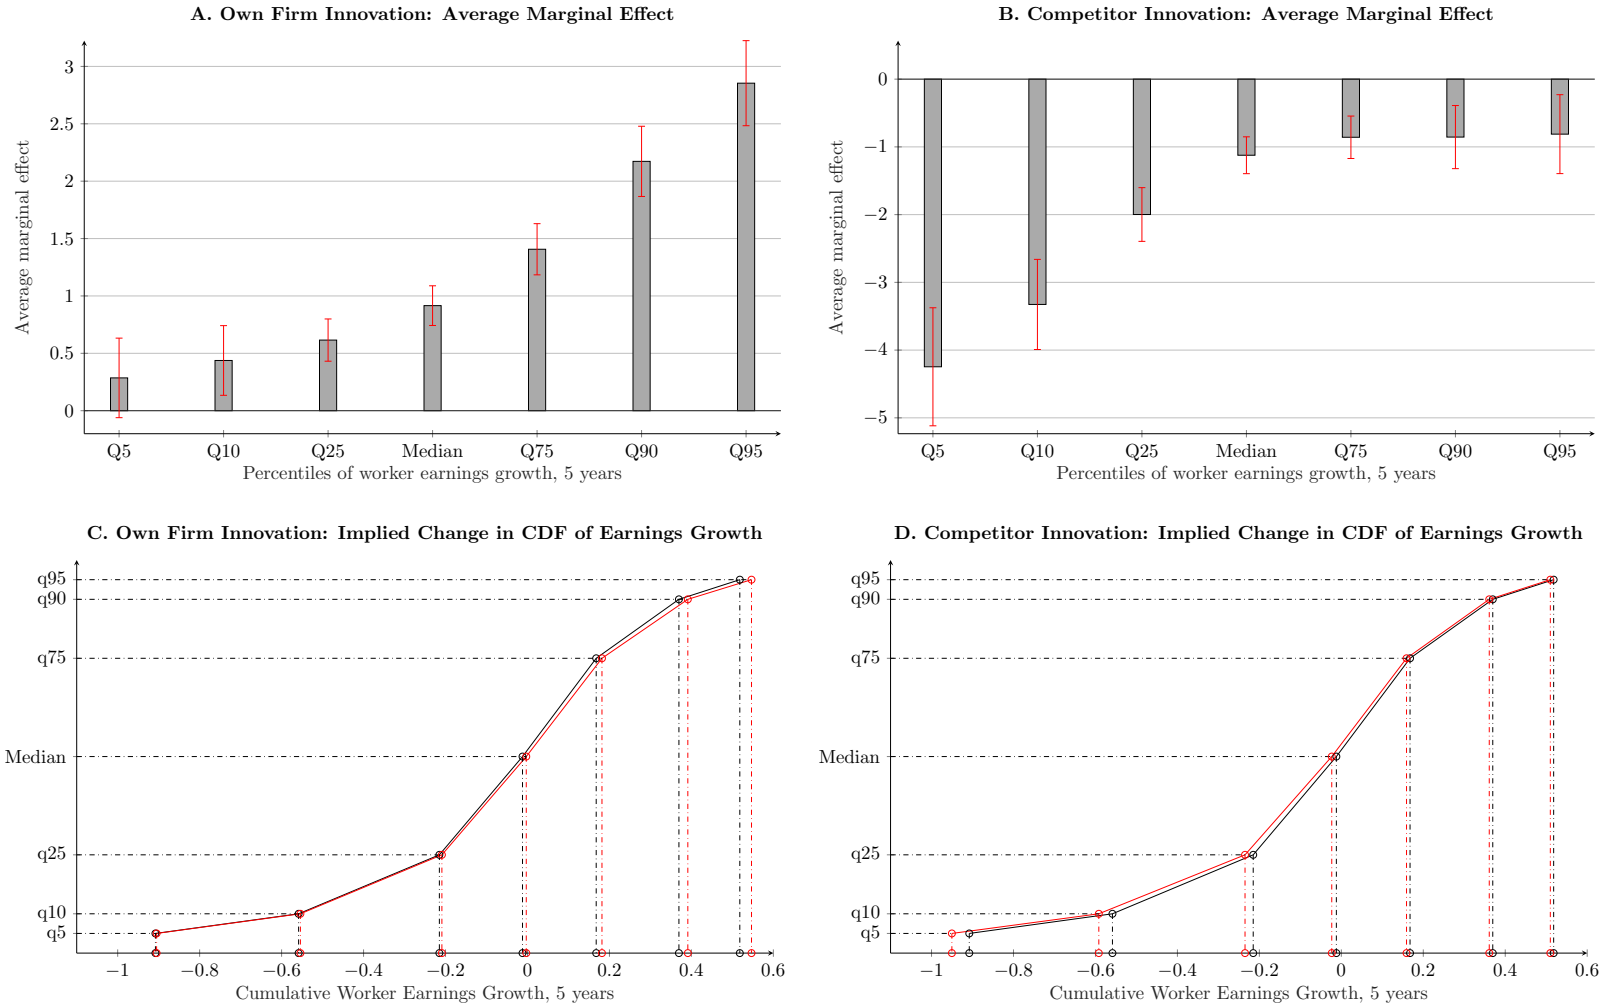 A. Own Firm Innovation: Average Marginal Effect
3
2.5
2
1.5
1
0.5
0
Average marginal effect
Q5 Q10 Q25 Median Q75 Q90 Q95
Percentiles of worker earnings growth, 5 years
B. Competitor Innovation: Average Marginal Effect
0
−1
−2
−3
−4
−5
Average marginal effect
Q5 Q10 Q25 Median Q75 Q90 Q95
Percentiles of worker earnings growth, 5 years
C. Own Firm Innovation: Implied Change in CDF of Earnings Growth
q95
q90
q75
Median
q25
q10
q5
−1 −0.8 −0.6 −0.4 −0.2 0 0.2 0.4 0.6
Cumulative Worker Earnings Growth, 5 years
D. Competitor Innovation: Implied Change in CDF of Earnings Growth
q95
q90
q75
Median
q25
q10
q5
−1 −0.8 −0.6 −0.4 −0.2 0 0.2 0.4 0.6
Cumulative Worker Earnings Growth, 5 years